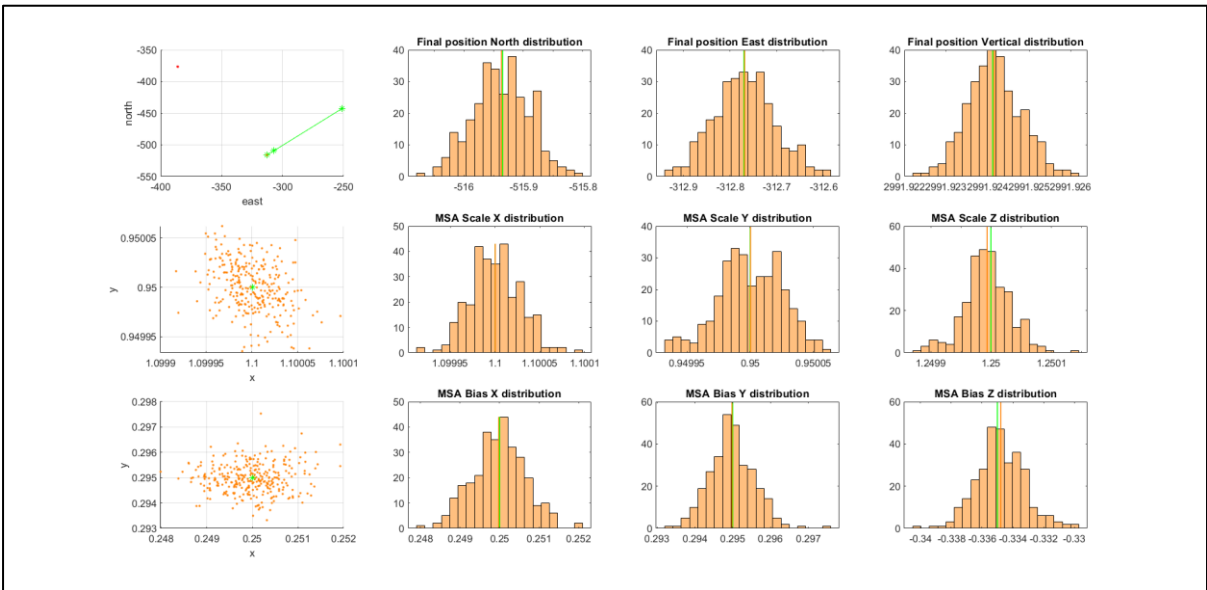 -350
-400
-450
-500
-550
north
-400 -350 -300 -250
east
Final position North distribution
40
30
20
10
0
-516 -515.9 -515.8
Final position East distribution
40
30
20
10
0
-312.9 -312.8 -312.7 -312.6
Final position Vertical distribution
40
30
20
10
0
2991.922 2991.923 2991.924 2991.925 2991.926
0.95005
0.95
0.94995
y
1.0999 1.09995 1.1 1.10005 1.1001
x
MSA Scale X distribution
50
40
30
20
10
0
1.09995 1.1 1.10005 1.1001
MSA Scale Y distribution
40
30
20
10
0
0.94995 0.95 0.95005
MSA Scale Z distribution
60
40
20
0
1.2499 1.25 1.2501
0.298
0.297
0.296
0.295
0.294
0.293
y
0.248 0.249 0.25 0.251 0.252
x
MSA Bias X distribution
50
40
30
20
10
0
0.248 0.249 0.25 0.251 0.252
MSA Bias Y distribution
60
40
20
0
0.293 0.294 0.295 0.296 0.297
MSA Bias Z distribution
60
40
20
0
-0.34 -0.338 -0.336 -0.334 -0.332 -0.33